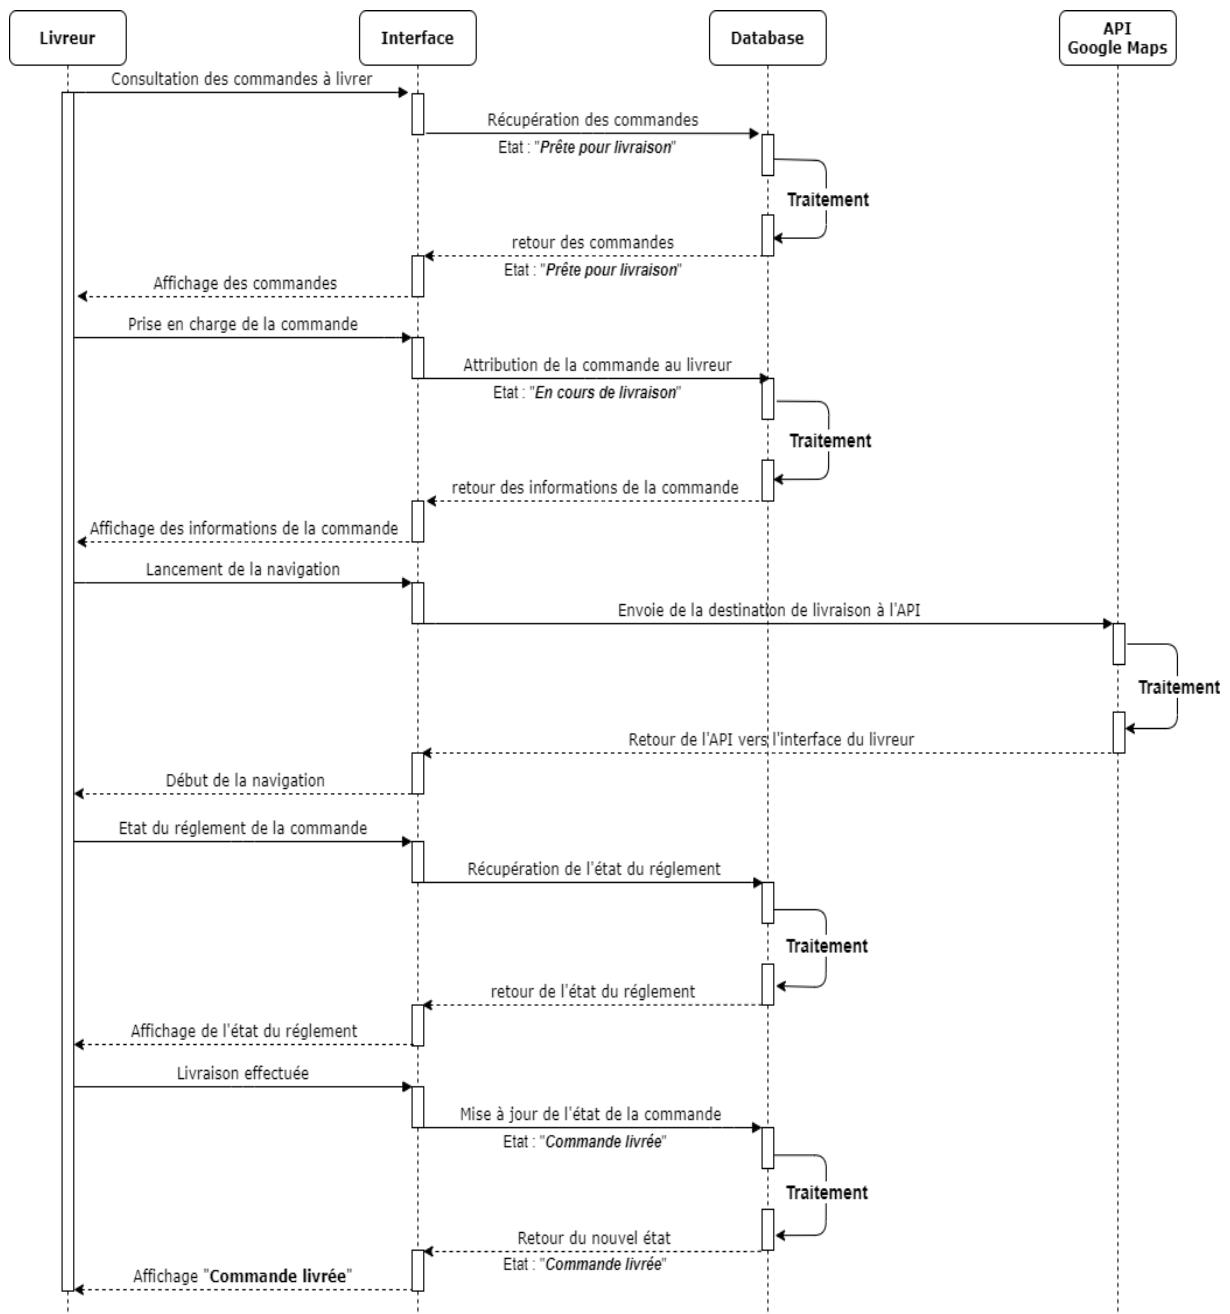 Livreur
Interface
Database
API
Google Maps
Consultation des commandes à livrer
Récupération des commandes
Etat : "Prête pour livraison"
Traitement
retour des commandes
Etat : "Prête pour livraison"
Affichage des commandes
Prise en charge de la commande
Attribution de la commande au livreur
Etat : "En cours de livraison"
Traitement
retour des informations de la commande
Affichage des informations de la commande
Lancement de la navigation
Envoie de la destination de livraison à l'API
Traitement
Retour de l'API vers l'interface du livreur
Début de la navigation
Etat du réglement de la commande
Récupération de l'état du réglement
Traitement
retour de l'état du réglement
Affichage de l'état du réglement
Livraison effectuée
Mise à jour de l'état de la commande
Etat : "Commande livrée"
Traitement
Retour du nouvel état
Etat : "Commande livrée"
Affichage "Commande livrée"